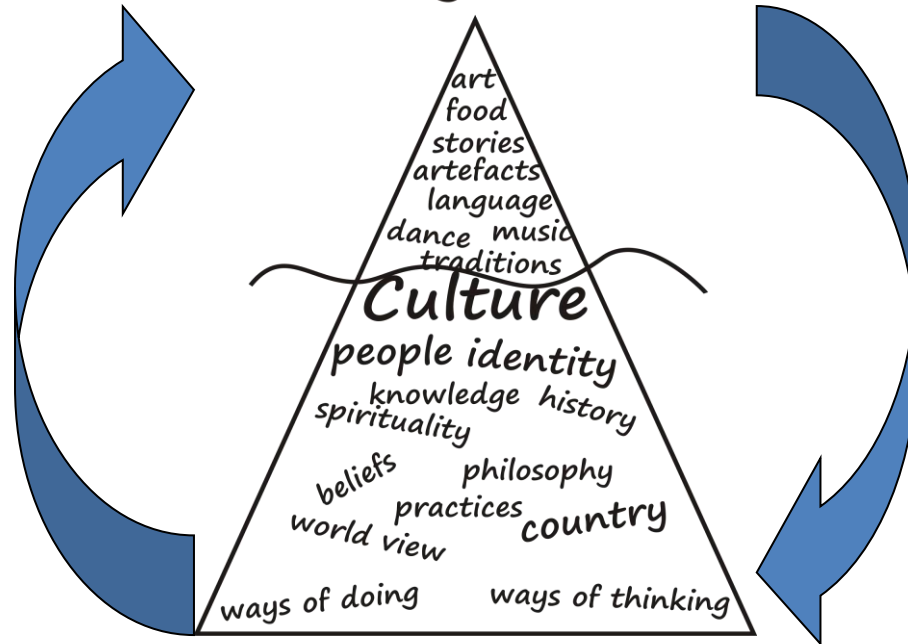 art
food
stories
artefacts
language
dance music
traditions
Culture
people identity
knowledge history
spirituality
beliefs philosophy
practices
world view country
ways of doing ways of thinking